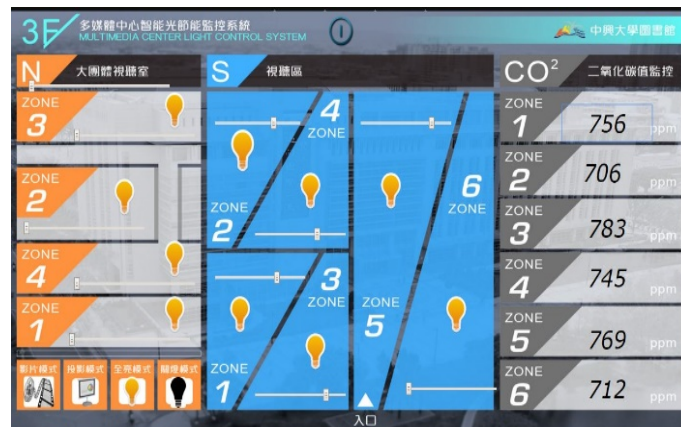 3F 多媒體中心智能光節能監控系統
MULTIMEDIA CENTER LIGHT CONTROL SYSTEM
中興大學圖書館
N 大團體視聽室
ZONE
3
ZONE
2
ZONE
4
ZONE
1
影片模式 投影模式 全亮模式 關燈模式
S 視聽區
4
ZONE
ZONE
2
3
ZONE
ZONE
1
6
ZONE
ZONE
5
入口
CO² 二氧化碳值監控
ZONE
1 756 ppm
ZONE
2 706 ppm
ZONE
3 783 ppm
ZONE
4 745 ppm
ZONE
5 769 ppm
ZONE
6 712 ppm